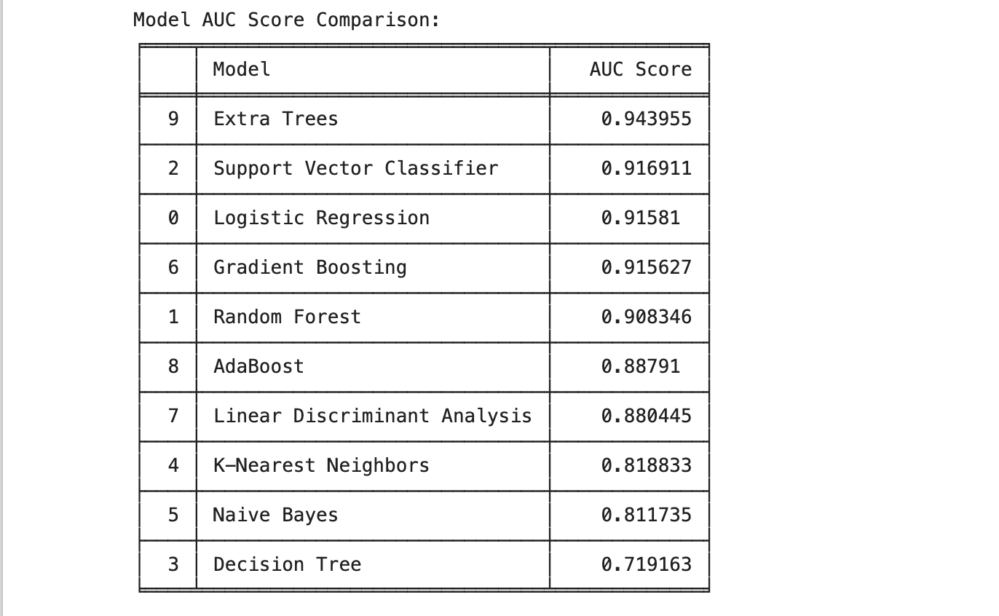 Model AUC Score Comparison:
Model AUC Score
9 Extra Trees 0.943955
2 Support Vector Classifier 0.916911
0 Logistic Regression 0.91581
6 Gradient Boosting 0.915627
1 Random Forest 0.908346
8 AdaBoost 0.88791
7 Linear Discriminant Analysis 0.880445
4 K-Nearest Neighbors 0.818833
5 Naive Bayes 0.811735
3 Decision Tree 0.719163